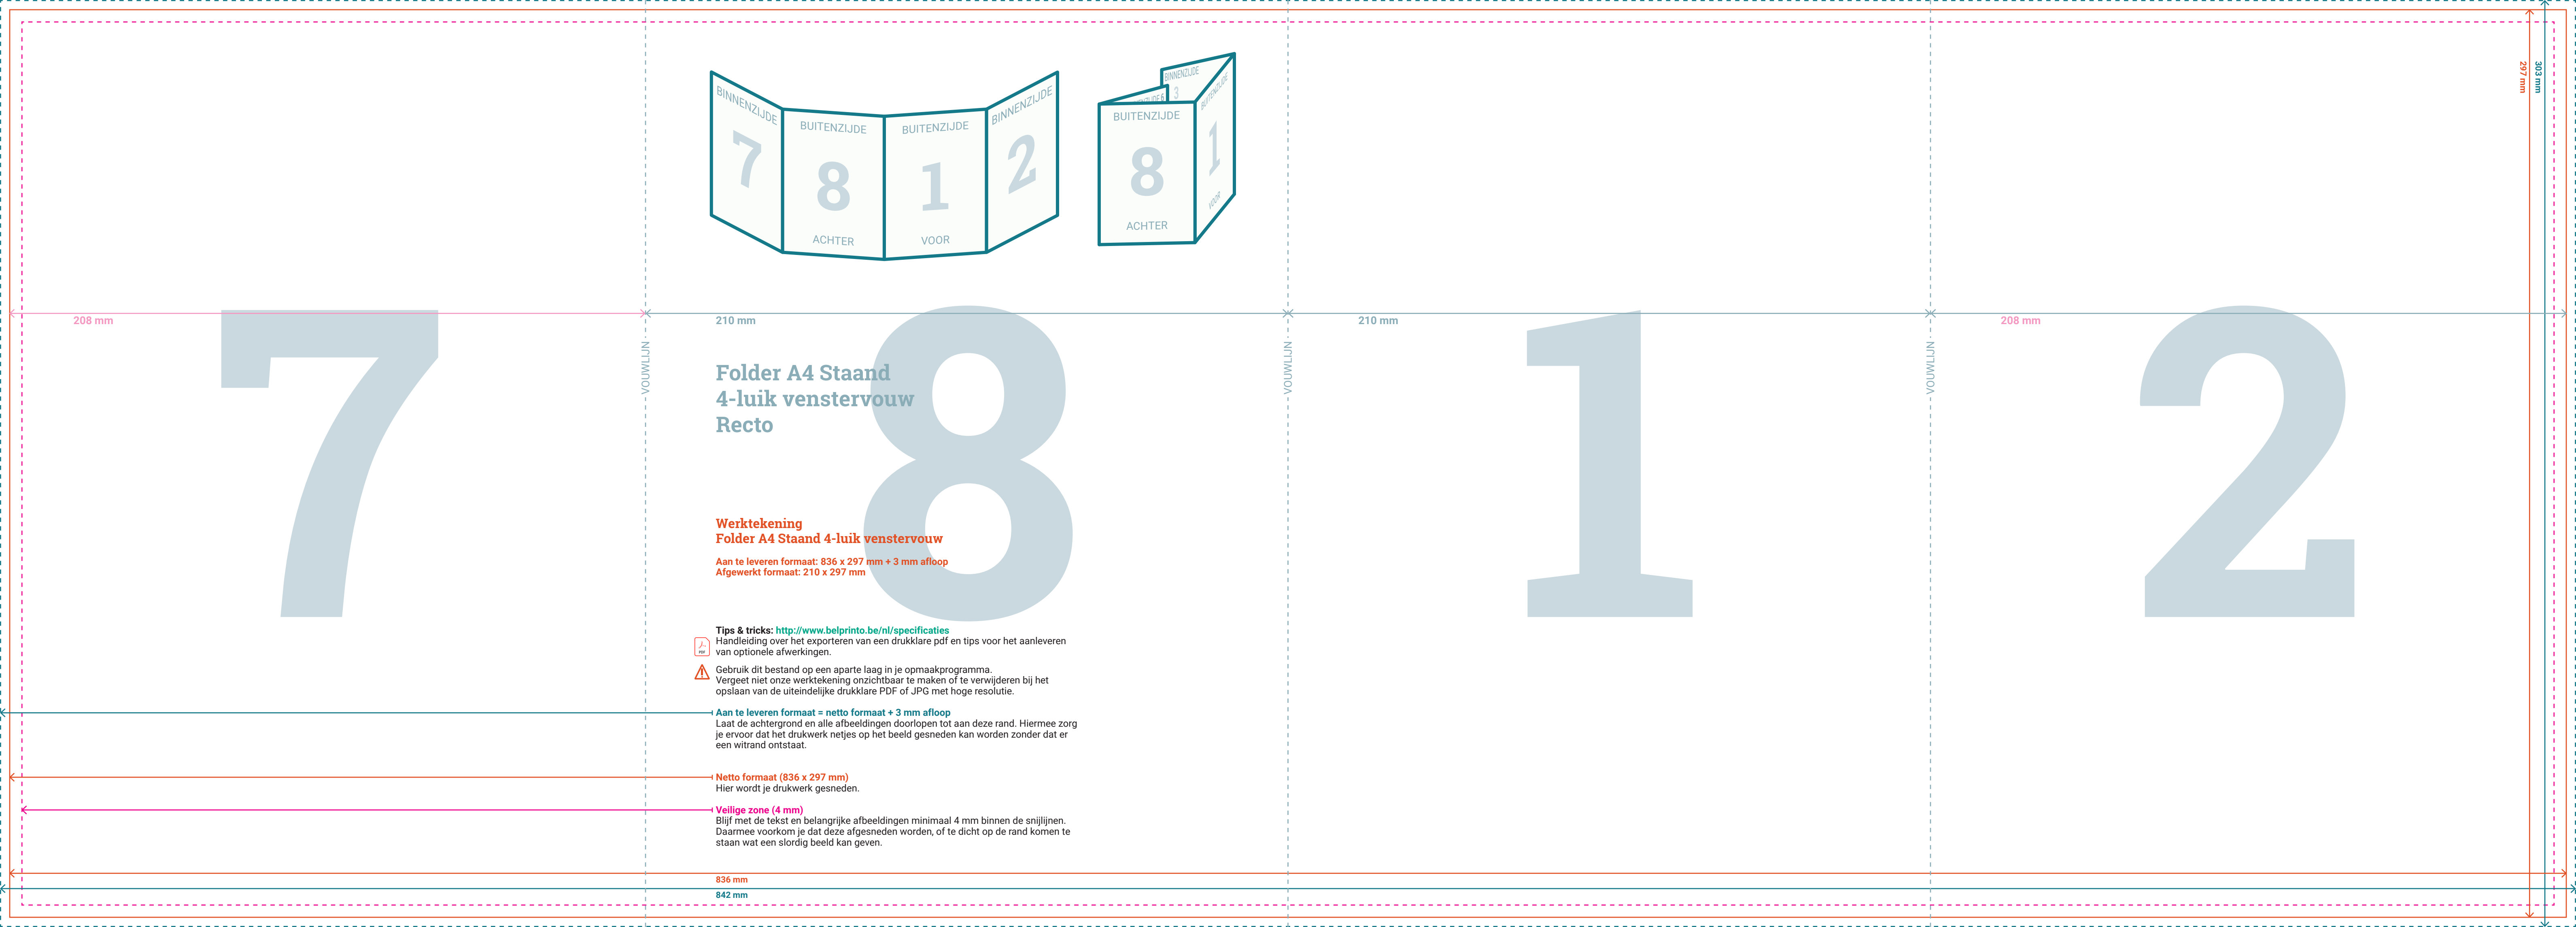 297 mm
303 mm
BINNENZIJDE
7
BUITENZIJDE
8
ACHTER
BUITENZIJDE
1
VOOR
BINNENZIJDE
2
BINNENZIJDE
3
6
BUITENZIJDE
8
ACHTER
BUITENZIJDE
1
VOOR
208 mm
210 mm
210 mm
208 mm
VOUWLIJN
VOUWLIJN
VOUWLIJN
7
8
1
2
Folder A4 Staand
4-luik venstervouw
Recto
Werktekening
Folder A4 Staand 4-luik venstervouw
Aan te leveren formaat: 836 x 297 mm + 3 mm afloop
Afgewerkt formaat: 210 x 297 mm
Tips & tricks: http://www.belprinto.be/nl/specificaties
Handleiding over het exporteren van een drukklare pdf en tips voor het aanleveren
van optionele afwerkingen.
PDF
Gebruik dit bestand op een aparte laag in je opmaakprogramma.
Vergeet niet onze werktekening onzichtbaar te maken of te verwijderen bij het
opslaan van de uiteindelijke drukklare PDF of JPG met hoge resolutie.
Aan te leveren formaat = netto formaat + 3 mm afloop
Laat de achtergrond en alle afbeeldingen doorlopen tot aan deze rand. Hiermee zorg
je ervoor dat het drukwerk netjes op het beeld gesneden kan worden zonder dat er
een witrand ontstaat.
Netto formaat (836 x 297 mm)
Hier wordt je drukwerk gesneden.
Veilige zone (4 mm)
Blijf met de tekst en belangrijke afbeeldingen minimaal 4 mm binnen de snijlijnen.
Daarmee voorkom je dat deze afgesneden worden, of te dicht op de rand komen te
staan wat een slordig beeld kan geven.
836 mm
842 mm